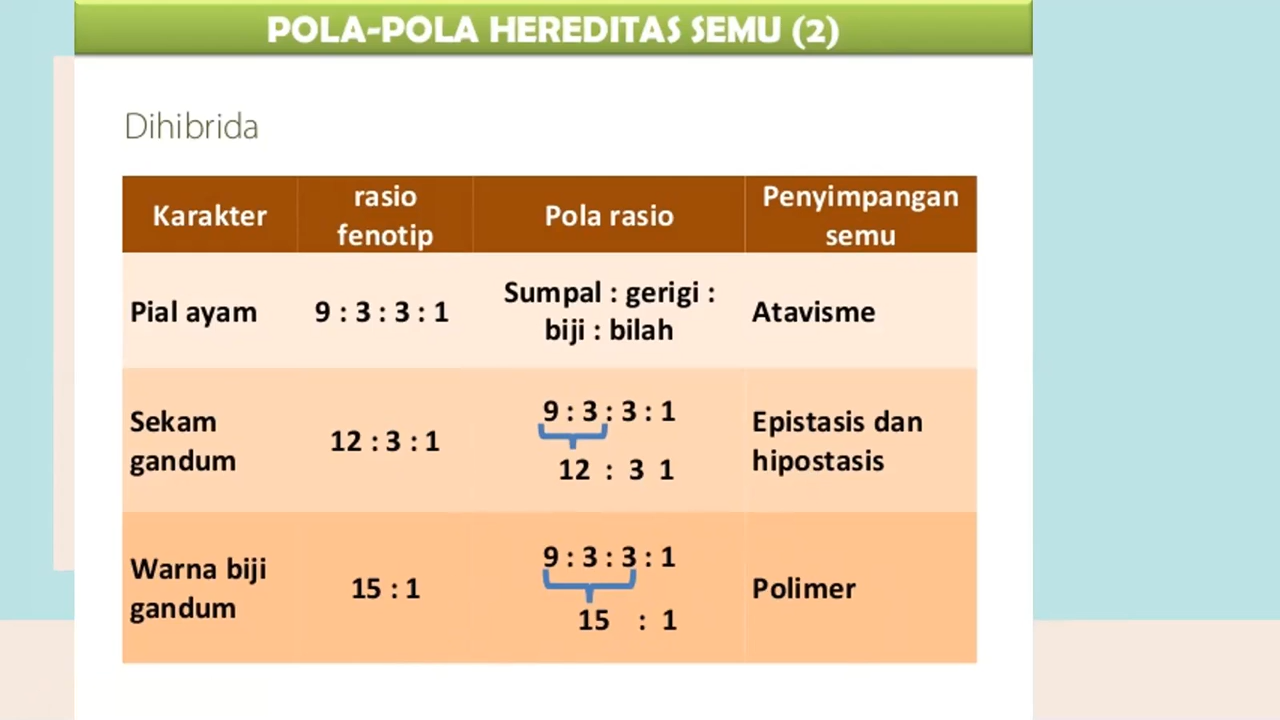 POLA-POLA HEREDITAS SEMU (2)
Dihibrida
Karakter
rasio
fenotip
Pola rasio
Penyimpangan
semu
Pial ayam
9 : 3 : 3 : 1
Sumpal : gerigi :
biji : bilah
Atavisme
Sekam
gandum
12 : 3 : 1
9 : 3 : 3 : 1
12 : 3 1
Epistasis dan
hipostasis
Warna biji
gandum
15 : 1
9 : 3 : 3 : 1
15 : 1
Polimer